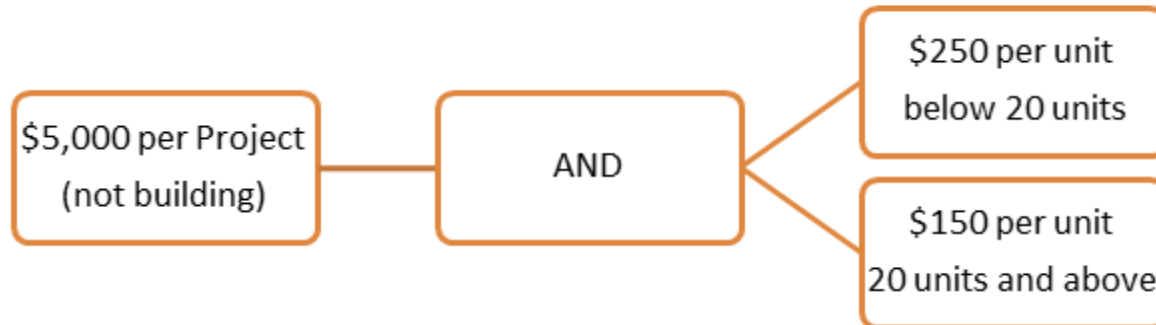 $5,000 per Project
(not building)
AND
$250 per unit
below 20 units
$150 per unit
20 units and above